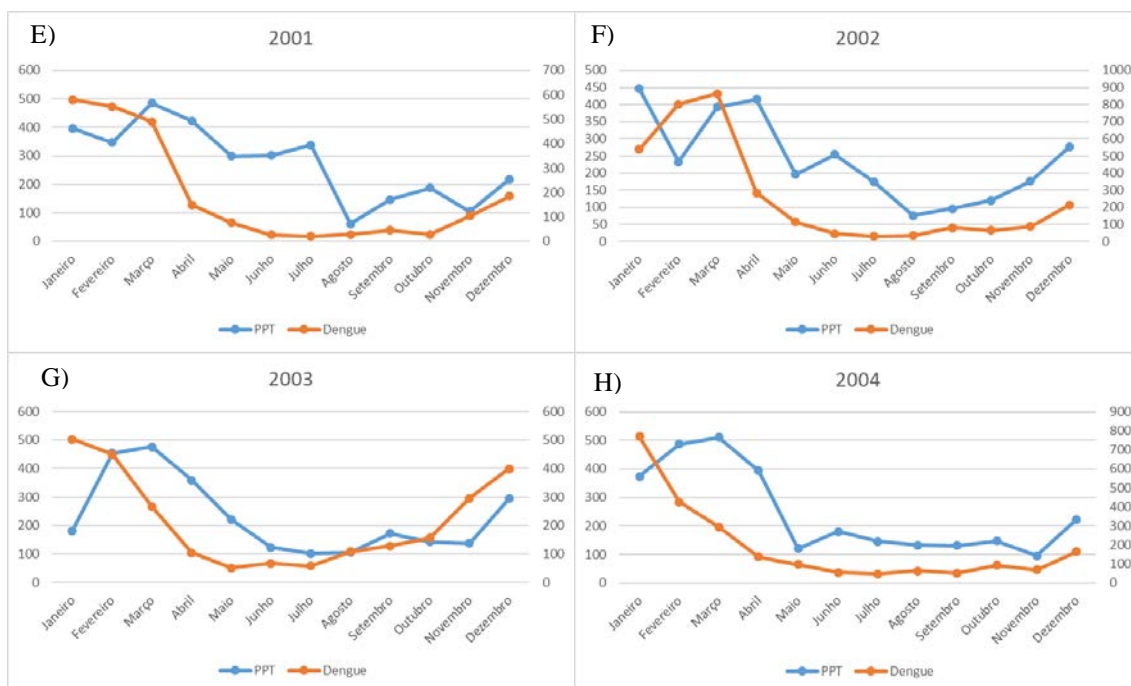 E)
2001
600
500
400
300
200
100
0
700
600
500
400
300
200
100
0
Janeiro
Fevereiro
Março
Abril
Maio
Junho
Julho
Agosto
Setembro
Outubro
Novembro
Dezembro
PPT Dengue
F)
2002
500
450
400
350
300
250
200
150
100
50
0
1000
900
800
700
600
500
400
300
200
100
0
Janeiro
Fevereiro
Março
Abril
Maio
Junho
Julho
Agosto
Setembro
Outubro
Novembro
Dezembro
PPT Dengue
G)
2003
600
500
400
300
200
100
0
600
500
400
300
200
100
0
Janeiro
Fevereiro
Março
Abril
Maio
Junho
Julho
Agosto
Setembro
Outubro
Novembro
Dezembro
PPT Dengue
H)
2004
600
500
400
300
200
100
0
900
800
700
600
500
400
300
200
100
0
Janeiro
Fevereiro
Março
Abril
Maio
Junho
Julho
Agosto
Setembro
Outubro
Novembro
Dezembro
PPT Dengue